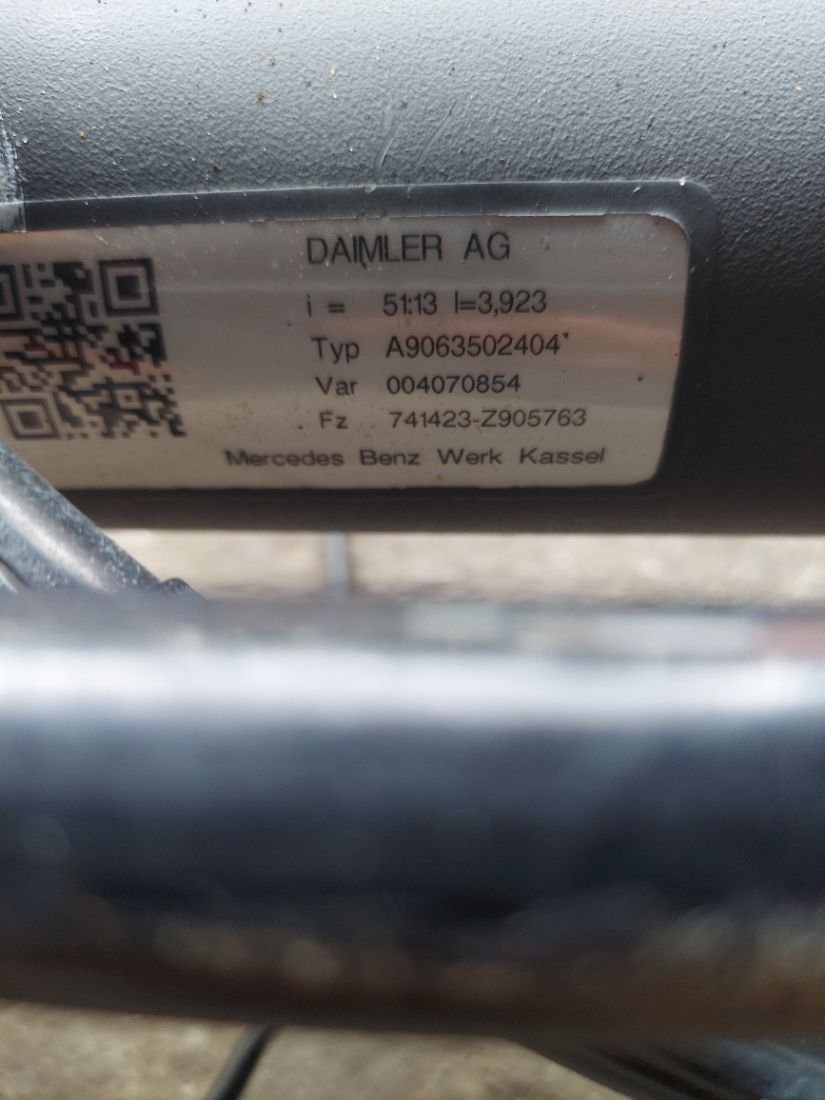 DAIMLER AG
i = 51:13 I=3,923
Typ A9063502404
Var 004070854
Fz 741423-Z905763
Mercedes Benz Werk Kassel